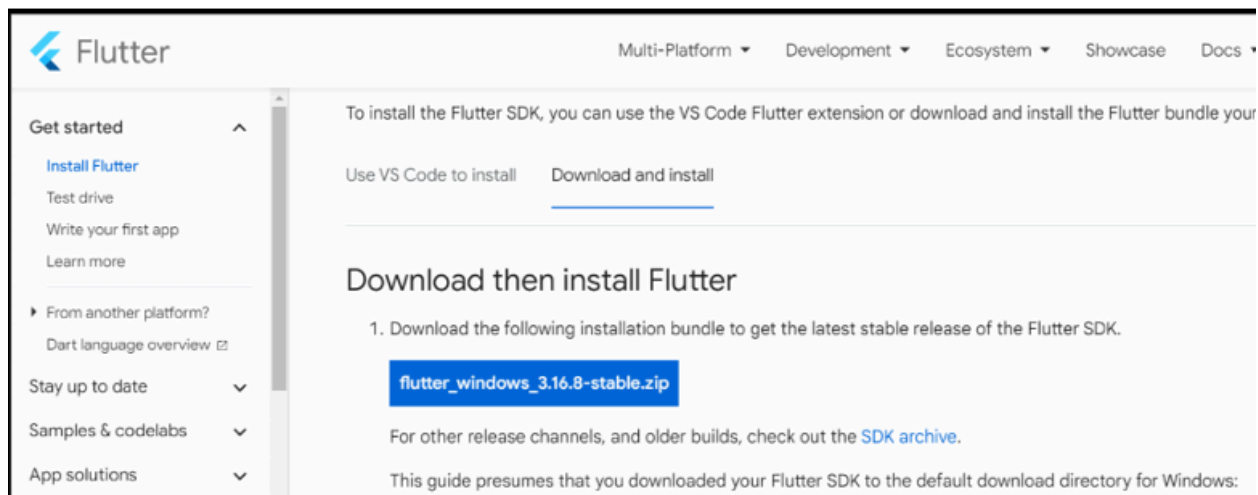 Flutter
Multi-Platform
Development
Ecosystem
Showcase
Docs
Get started
Install Flutter
Test drive
Write your first app
Learn more
From another platform?
Dart language overview
Stay up to date
Samples & codelabs
App solutions
To install the Flutter SDK, you can use the VS Code Flutter extension or download and install the Flutter bundle your
Use VS Code to install
Download and install
Download then install Flutter
1. Download the following installation bundle to get the latest stable release of the Flutter SDK.
flutter_windows_3.16.8-stable.zip
For other release channels, and older builds, check out the SDK archive.
This guide presumes that you downloaded your Flutter SDK to the default download directory for Windows: